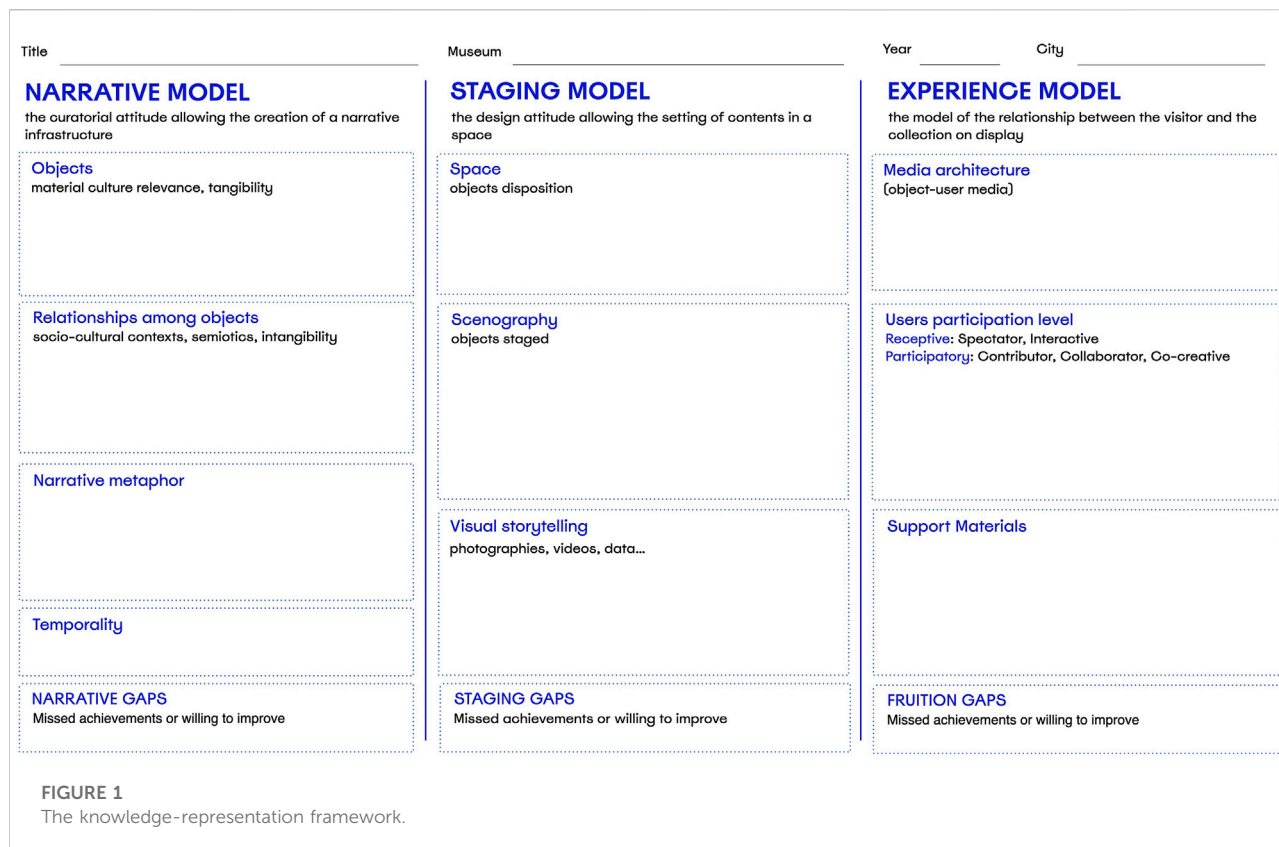 Title
Museum
Year
City
NARRATIVE MODEL
the curatorial attitude allowing the creation of a narrative
infrastructure
Objects
material culture relevance, tangibility
Relationships among objects
socio-cultural contexts, semiotics, intangibility
Narrative metaphor
Temporality
NARRATIVE GAPS
Missed achievements or willing to improve
STAGING MODEL
the design attitude allowing the setting of contents in a
space
Space
objects disposition
Scenography
objects staged
Visual storytelling
photographies, videos, data...
STAGING GAPS
Missed achievements or willing to improve
EXPERIENCE MODEL
the model of the relationship between the visitor and the
collection on display
Media architecture
(object-user media)
Users participation level
Receptive: Spectator, Interactive
Participatory: Contributor, Collaborator, Co-creative
Support Materials
FRUITION GAPS
Missed achievements or willing to improve
FIGURE 1
The knowledge-representation framework.